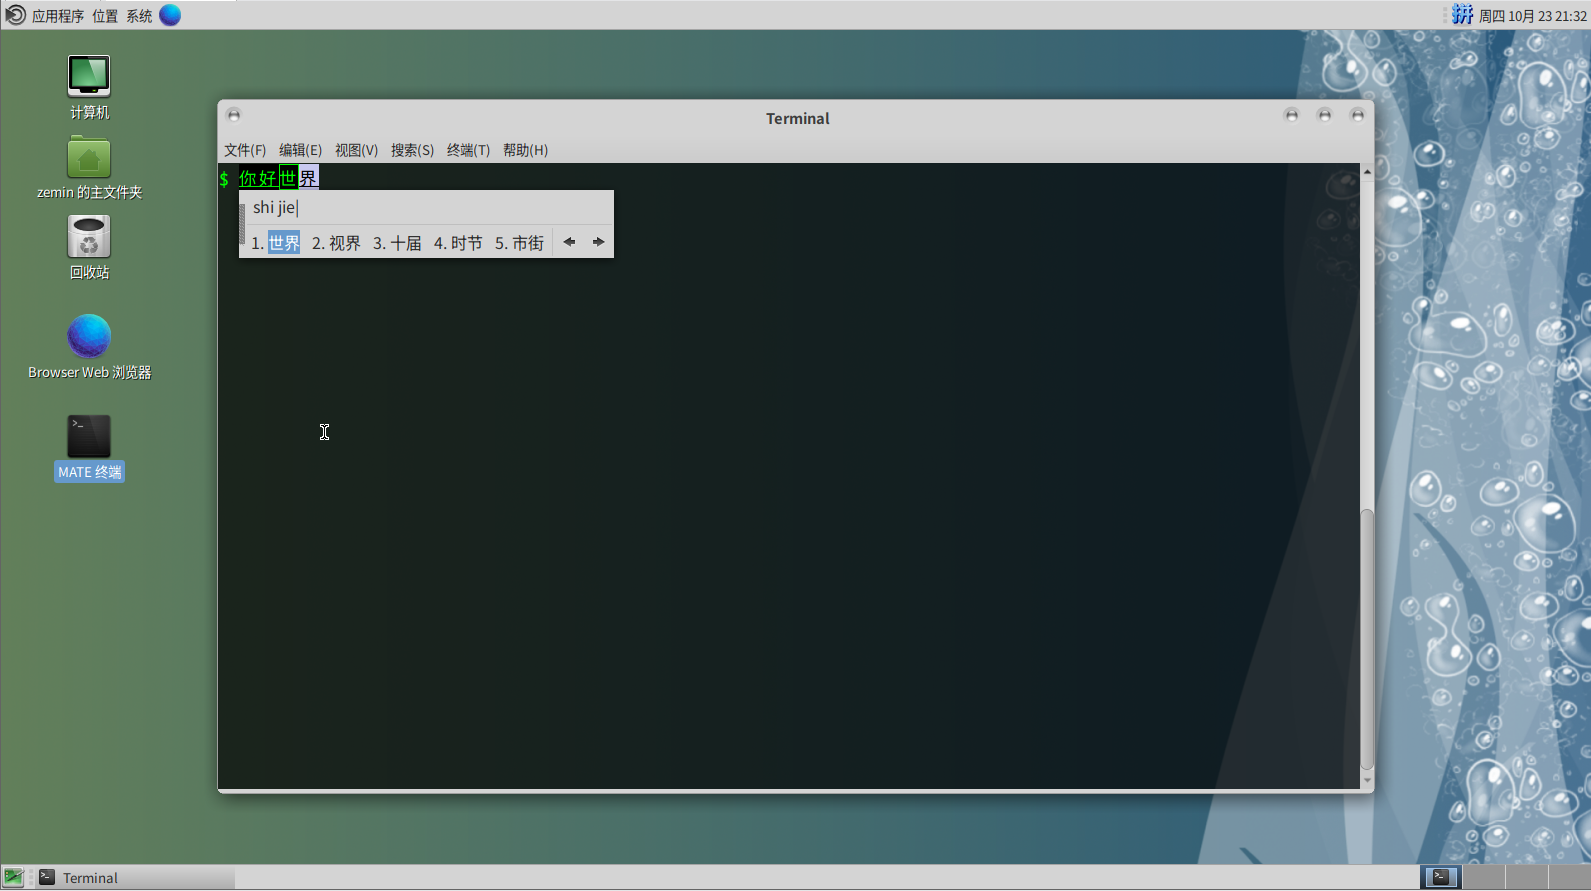 应用程序 位置 系统
拼 周四 10月 23 21:32
计算机
zemin 的主文件夹
回收站
Browser Web 浏览器
>_
MATE 终端
Terminal
文件(F) 编辑(E) 视图(V) 搜索(S) 终端(T) 帮助(H)
$ 你好世界
shi jie
1. 世界 2. 视界 3. 十届 4. 时节 5. 市街
Terminal